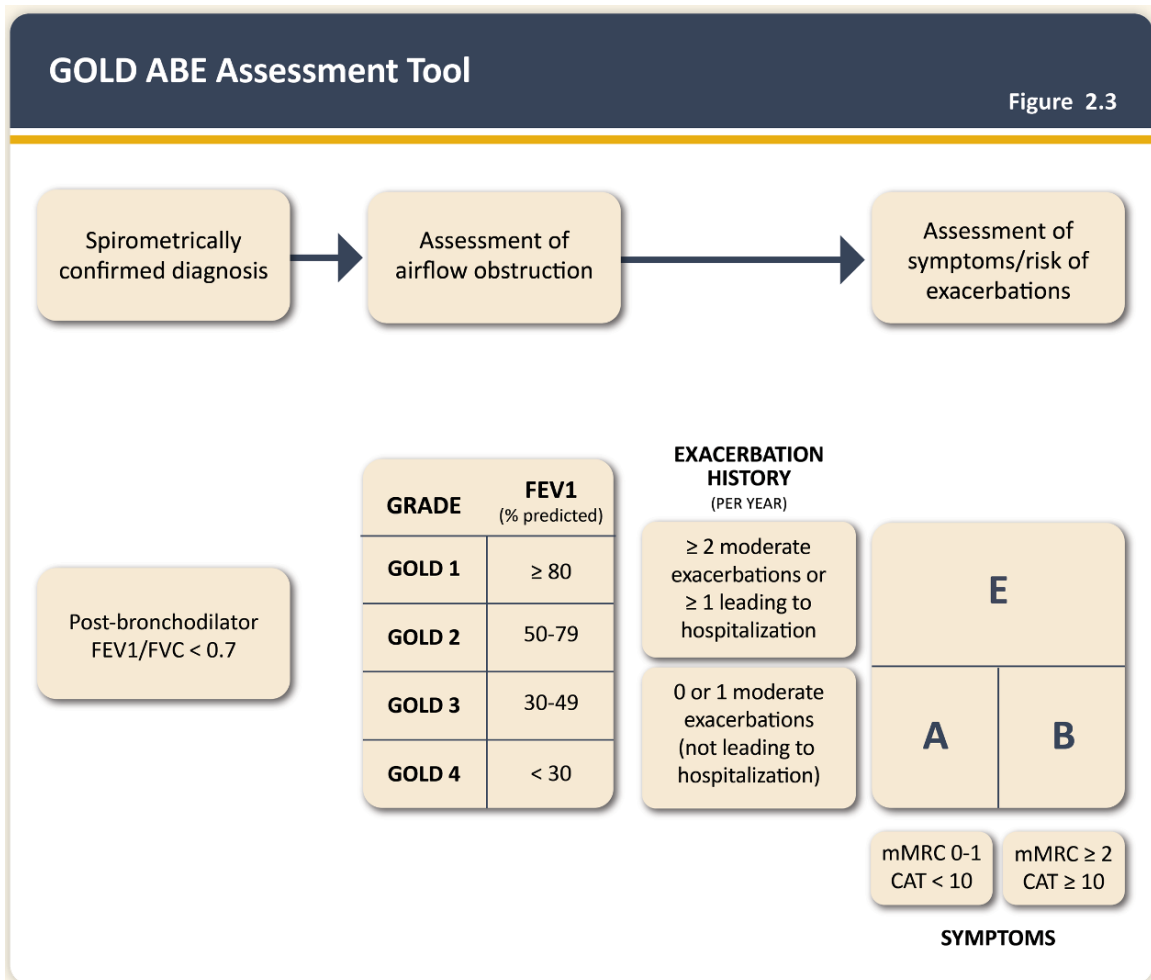 GOLD ABE Assessment Tool
Figure 2.3
Spirometrically
confirmed diagnosis
Assessment of
airflow obstruction
Assessment of
symptoms/risk of
exacerbations
Post-bronchodilator
FEV1/FVC < 0.7
GRADE
FEV1
(% predicted)
GOLD 1
≥ 80
GOLD 2
50-79
GOLD 3
30-49
GOLD 4
< 30
EXACERBATION
HISTORY
(PER YEAR)
≥ 2 moderate
exacerbations or
≥ 1 leading to
hospitalization
0 or 1 moderate
exacerbations
(not leading to
hospitalization)
E
A
B
mMRC 0-1
CAT < 10
mMRC ≥ 2
CAT ≥ 10
SYMPTOMS